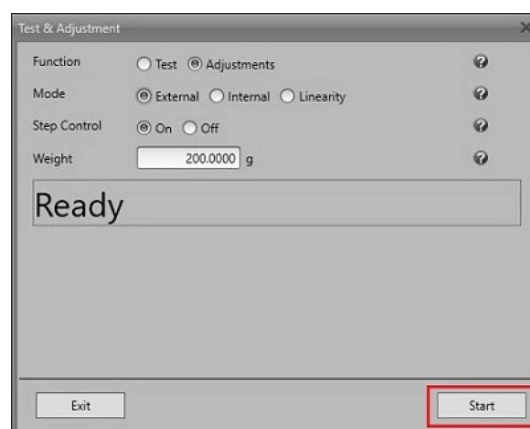 Test & Adjustment
Function Test Adjustments
Mode External Internal Linearity
Step Control On Off
Weight 200.0000 g
Ready
Exit Start